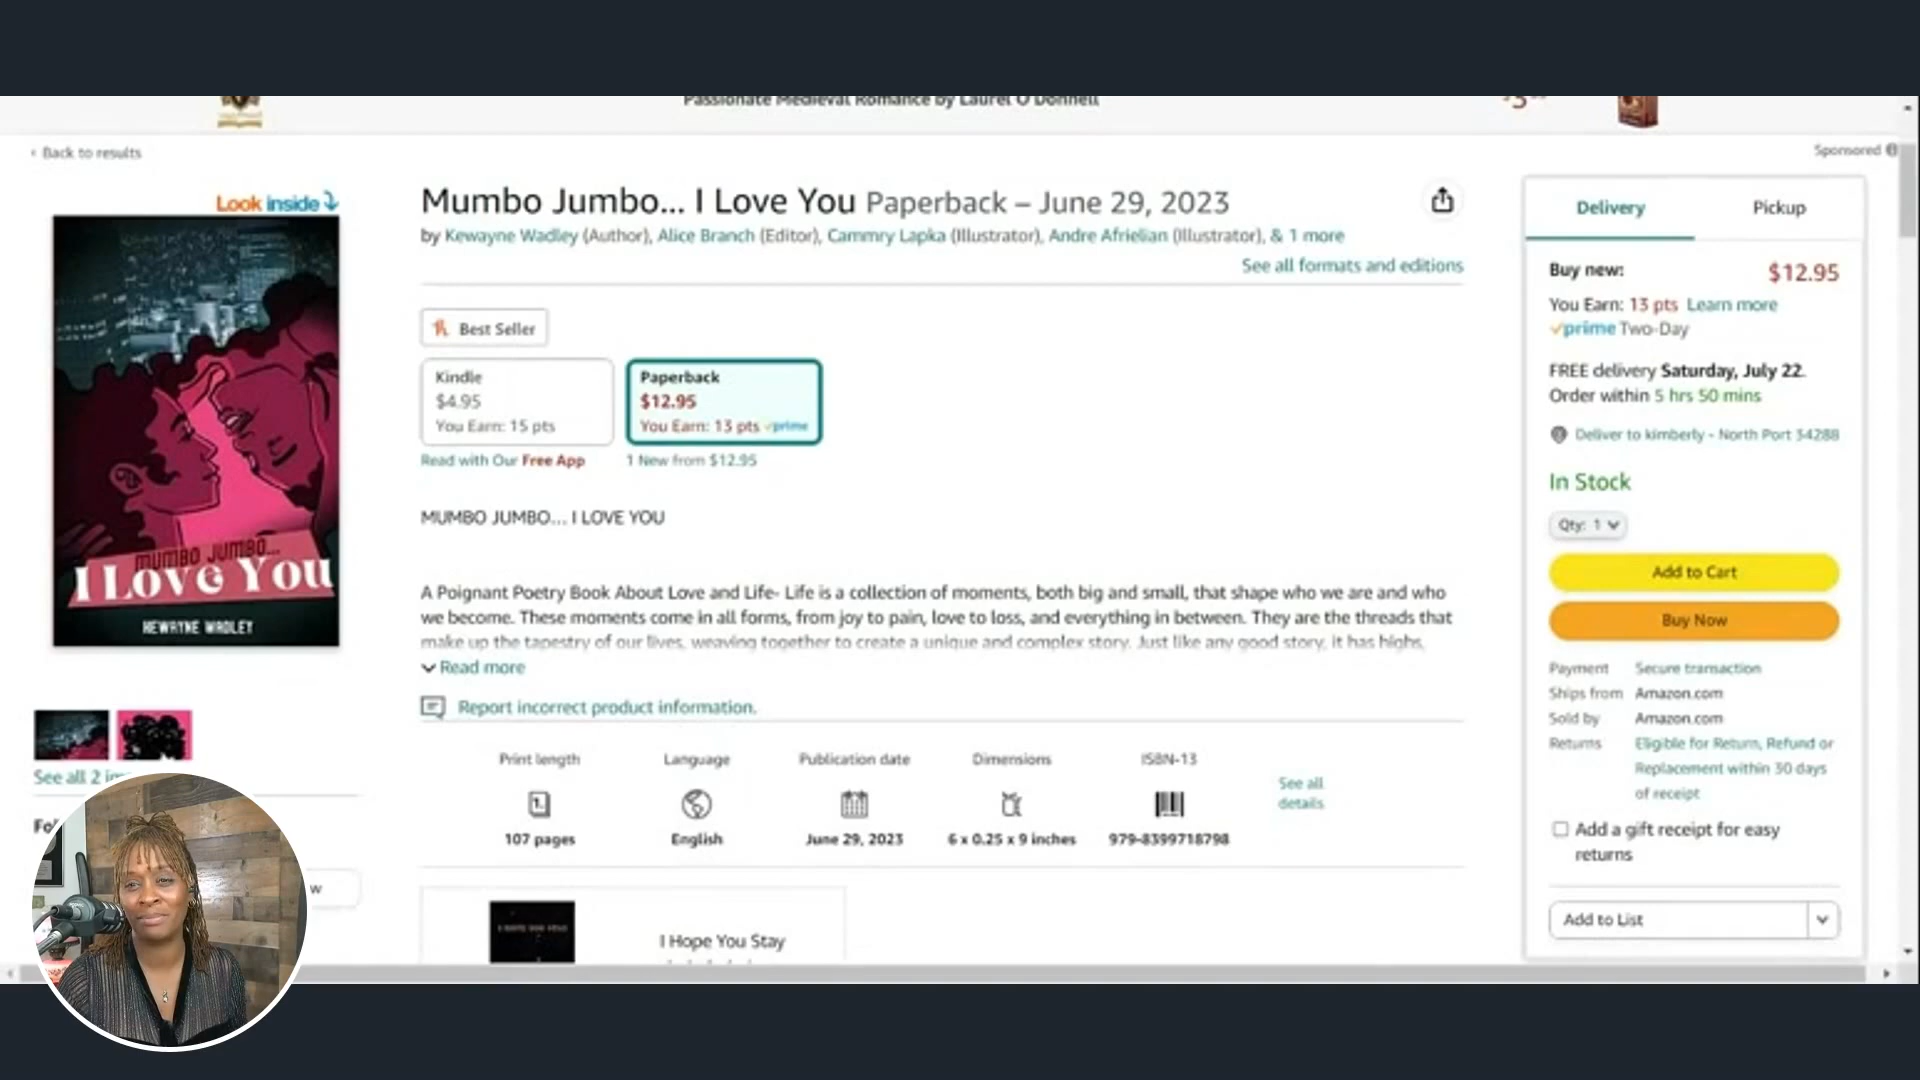 Passionate Medieval Romance by Laurel O'Donnell
‹ Back to results
Sponsored
Look inside
MUMBO JUMBO...
I LOVE YOU
KEWAYNE WADLEY
See all 2
Mumbo Jumbo... I Love You Paperback – June 29, 2023
by Kewayne Wadley (Author), Alice Branch (Editor), Cammry Lapka (Illustrator), Andre Afrielian (Illustrator), & 1 more
See all formats and editions
Best Seller
Kindle
$4.95
You Earn: 15 pts
Paperback
$12.95
You Earn: 13 pts prime
Read with Our Free App
1 New from $12.95
MUMBO JUMBO... I LOVE YOU
A Poignant Poetry Book About Love and Life- Life is a collection of moments, both big and small, that shape who we are and who
we become. These moments come in all forms, from joy to pain, love to loss, and everything in between. They are the threads that
make up the tapestry of our lives, weaving together to create a unique and complex story. Just like any good story, it has highs,
Read more
Report incorrect product information.
Print length
107 pages
Language
English
Publication date
June 29, 2023
Dimensions
6 x 0.25 x 9 inches
ISBN-13
979-8399718798
See all
details
I Hope You Stay
Delivery
Pickup
Buy new:
$12.95
You Earn: 13 pts Learn more
prime Two-Day
FREE delivery Saturday, July 22.
Order within 5 hrs 50 mins
Deliver to kimberly - North Port 34288
In Stock
Qty: 1
Add to Cart
Buy Now
Payment Secure transaction
Ships from Amazon.com
Sold by Amazon.com
Returns Eligible for Return, Refund or
Replacement within 30 days
of receipt
Add a gift receipt for easy
returns
Add to List